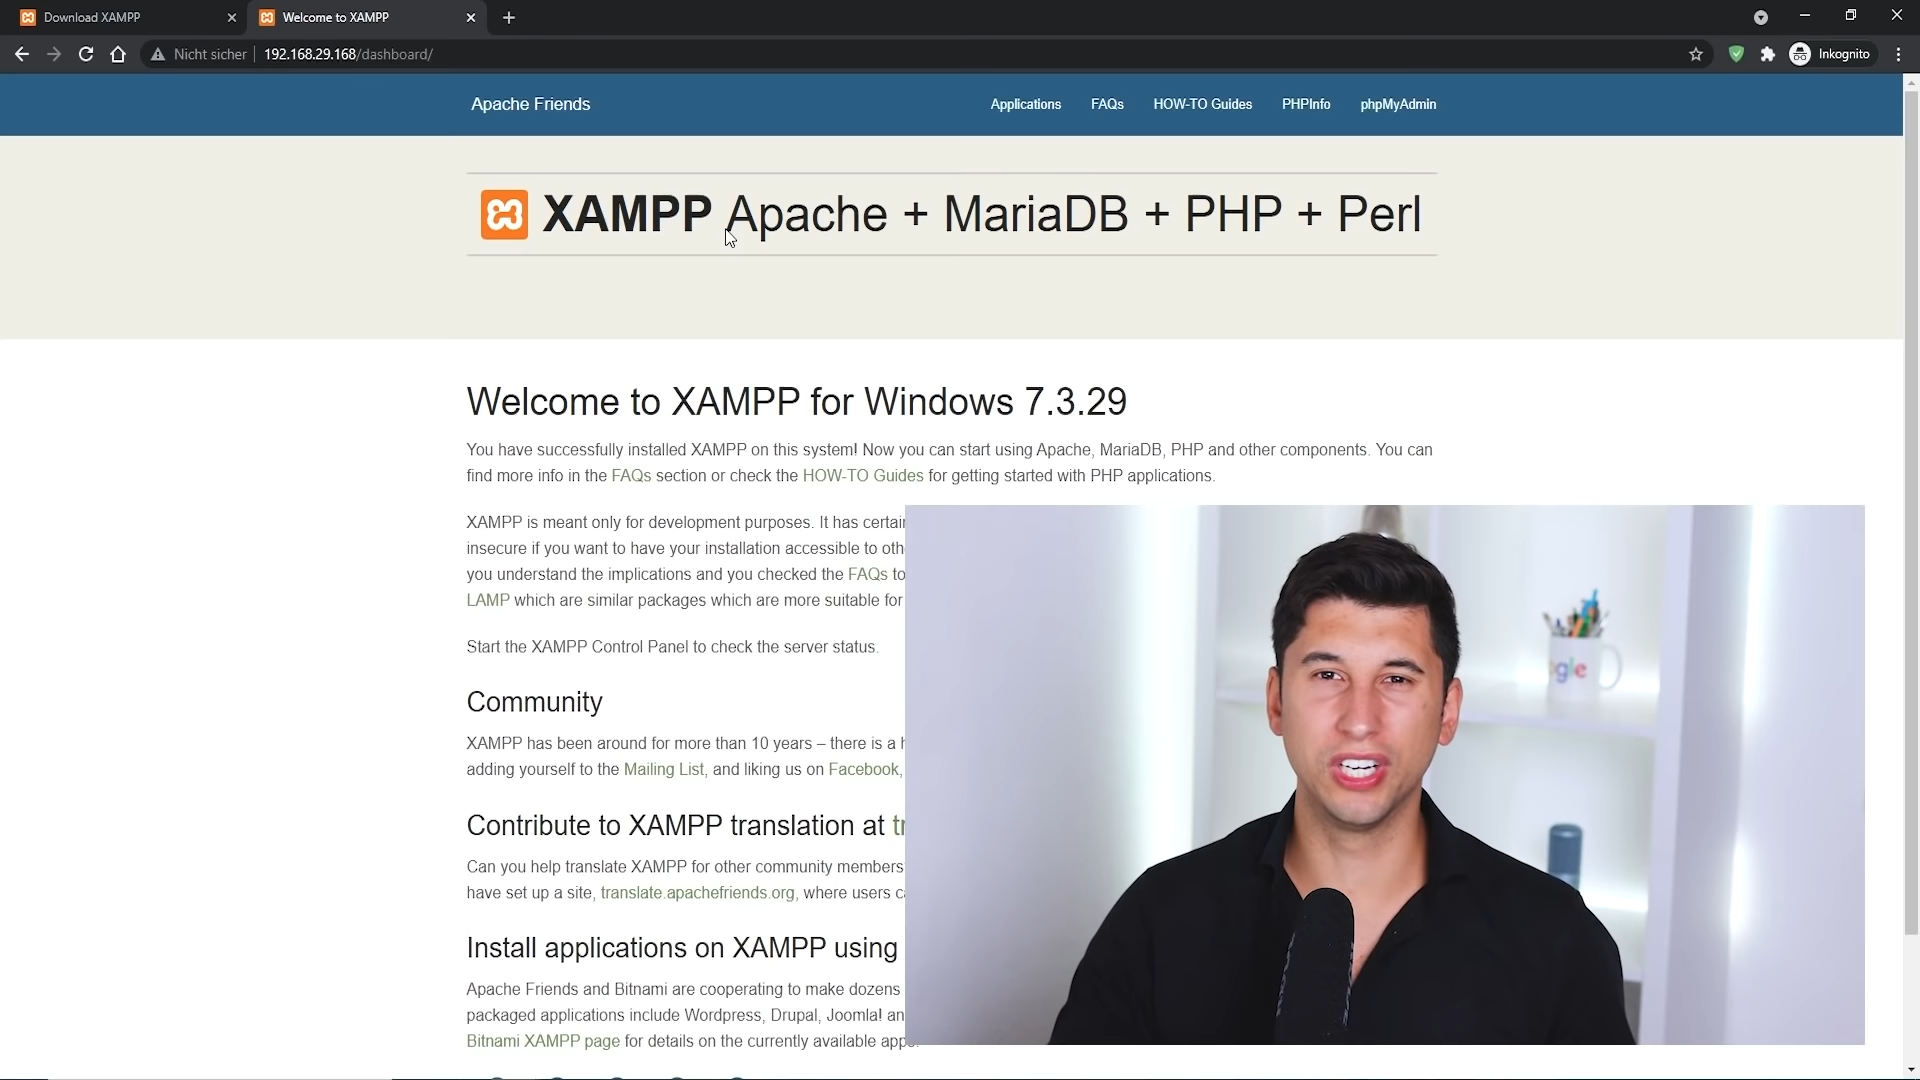 Download XAMPP
Welcome to XAMPP
Nicht sicher
192.168.29.168/dashboard/
Inkognito
Apache Friends
Applications
FAQs
HOW-TO Guides
PHPInfo
phpMyAdmin
XAMPP Apache + MariaDB + PHP + Perl
Welcome to XAMPP for Windows 7.3.29
You have successfully installed XAMPP on this system! Now you can start using Apache, MariaDB, PHP and other components. You can
find more info in the FAQs section or check the HOW-TO Guides for getting started with PHP applications.
XAMPP is meant only for development purposes. It has certain
insecure if you want to have your installation accessible to
you understand the implications and you checked the FAQs to
LAMP which are similar packages which are more suitable for
Start the XAMPP Control Panel to check the server status.
Community
XAMPP has been around for more than 10 years – there is a
adding yourself to the Mailing List, and liking us on Facebook,
Contribute to XAMPP translation at
Can you help translate XAMPP for other community members
have set up a site, translate.apachefriends.org, where users
Install applications on XAMPP using
Apache Friends and Bitnami are cooperating to make dozens
packaged applications include Wordpress, Drupal, Joomla!
Bitnami XAMPP page for details on the currently available apps.
ogle